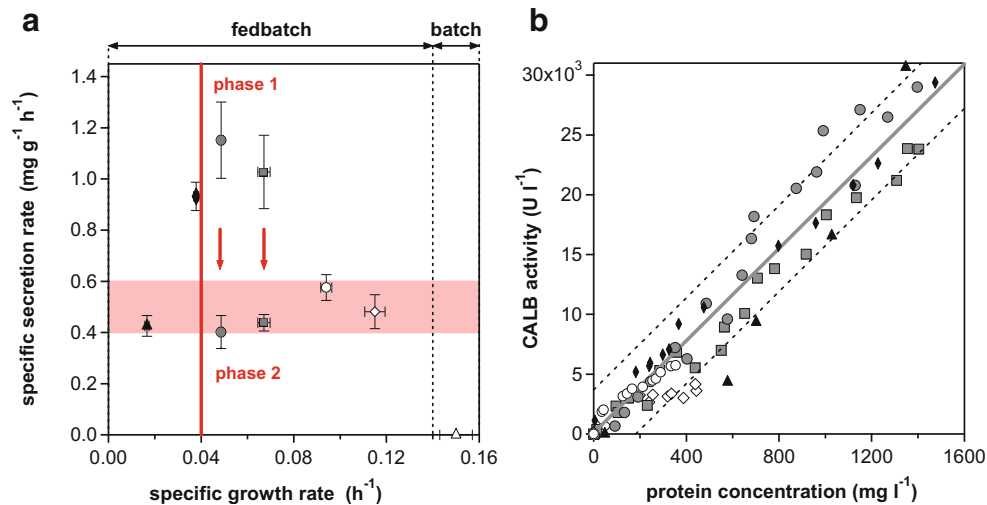 a
fedbatch
batch
specific secretion rate (mg g⁻¹ h⁻¹)
1.4
1.2
1.0
0.8
0.6
0.4
0.2
0.0
phase 1
phase 2
0.00
0.04
0.08
0.12
0.16
specific growth rate (h⁻¹)
b
CALB activity (U l⁻¹)
30x10³
25
20
15
10
5
0
0
400
800
1200
1600
protein concentration (mg l⁻¹)